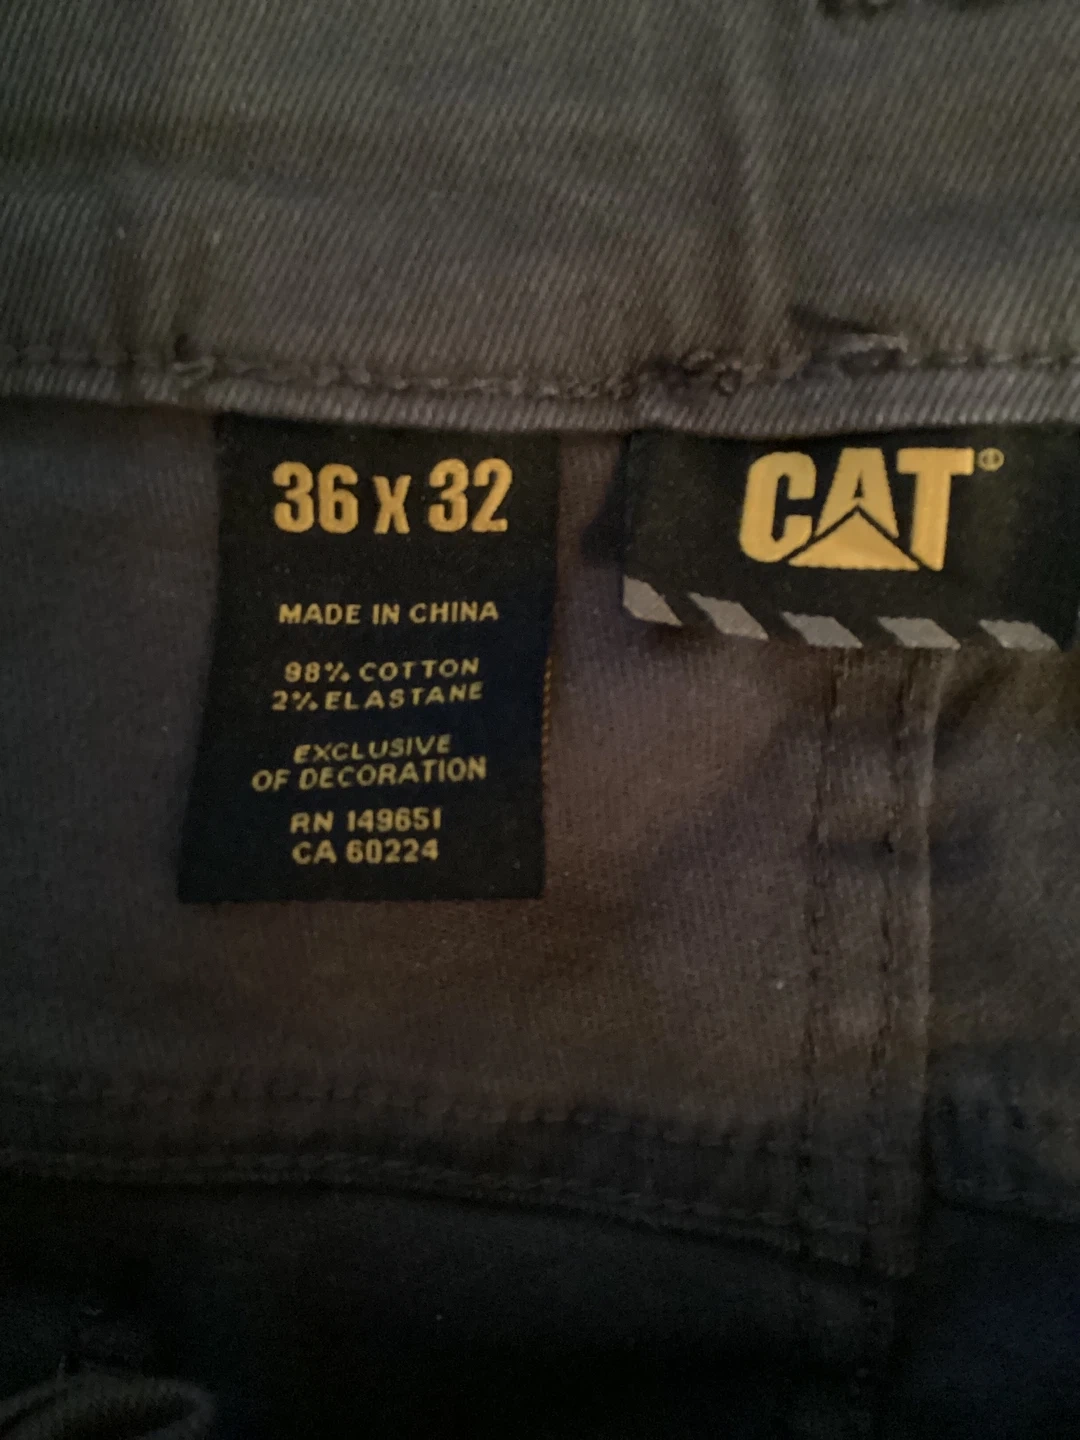 36 X 32
MADE IN CHINA
98% COTTON
2% ELASTANE
EXCLUSIVE
OF DECORATION
RN 149651
CA 60224
CAT®